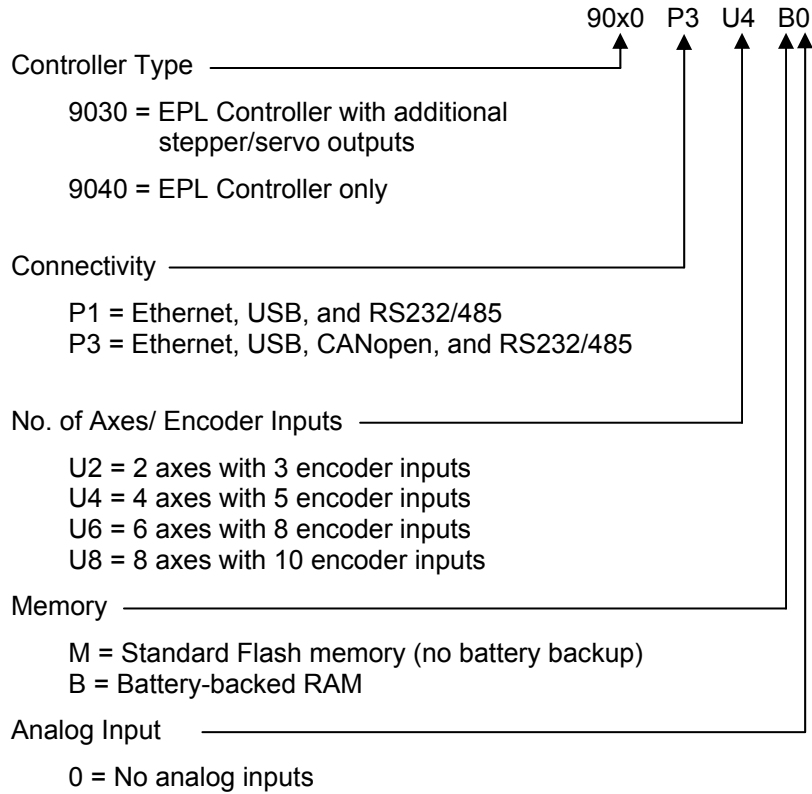 90x0 P3 U4 B0
Controller Type
9030 = EPL Controller with additional
stepper/servo outputs
9040 = EPL Controller only
Connectivity
P1 = Ethernet, USB, and RS232/485
P3 = Ethernet, USB, CANopen, and RS232/485
No. of Axes/ Encoder Inputs
U2 = 2 axes with 3 encoder inputs
U4 = 4 axes with 5 encoder inputs
U6 = 6 axes with 8 encoder inputs
U8 = 8 axes with 10 encoder inputs
Memory
M = Standard Flash memory (no battery backup)
B = Battery-backed RAM
Analog Input
0 = No analog inputs